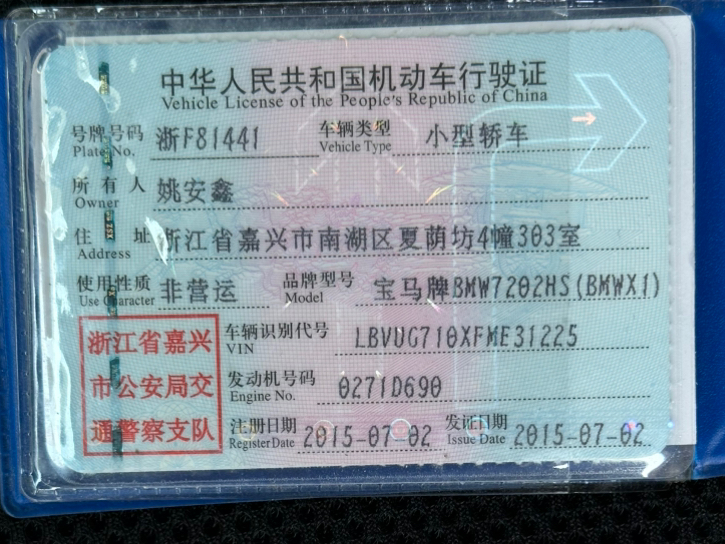 中华人民共和国机动车行驶证
Vehicle License of the People's Republic of China
号牌号码 浙F81441 车辆类型 小型轿车
Plate No. Vehicle Type
所有人 姚安鑫
Owner
住址 浙江省嘉兴市南湖区夏荫坊4幢303室
Address
使用性质 非营运 品牌型号 宝马牌BMW7202HS(BMWX1)
Use Character Model
浙江省嘉兴
市公安局交
通警察支队
车辆识别代号 LBVUG710XFME31225
VIN
发动机号码 0271D690
Engine No.
注册日期 2015-07-02 发证日期 2015-07-02
Register Date Issue Date